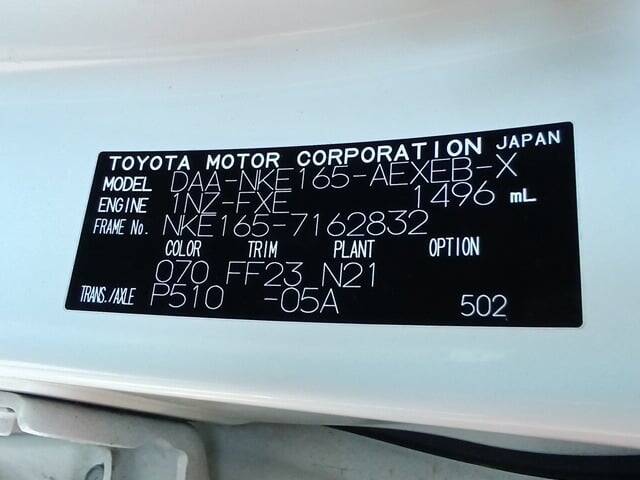 TOYOTA MOTOR CORPORATION JAPAN
MODEL DAA-NKE165-AEXEB-X
ENGINE 1NZ-FXE 1496 mL
FRAME No. NKE165-7162832
COLOR TRIM PLANT OPTION
070 FF23 N21
TRANS./AXLE P510 -05A 502